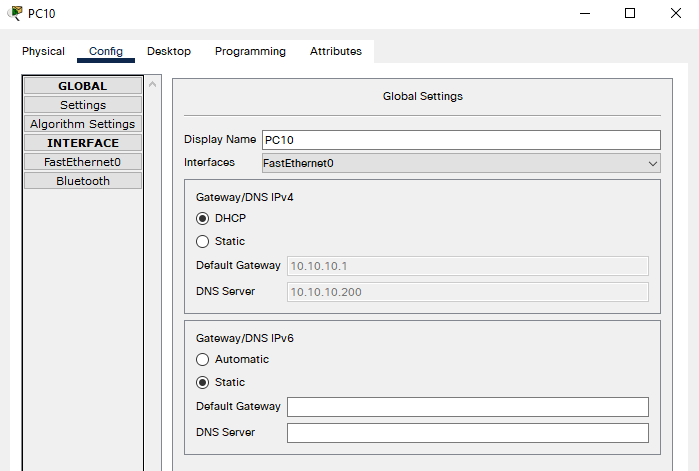 PC10
Physical Config Desktop Programming Attributes
GLOBAL
Settings
Algorithm Settings
INTERFACE
FastEthernet0
Bluetooth
Global Settings
Display Name PC10
Interfaces FastEthernet0
Gateway/DNS IPv4
DHCP
Static
Default Gateway 10.10.10.1
DNS Server 10.10.10.200
Gateway/DNS IPv6
Automatic
Static
Default Gateway
DNS Server